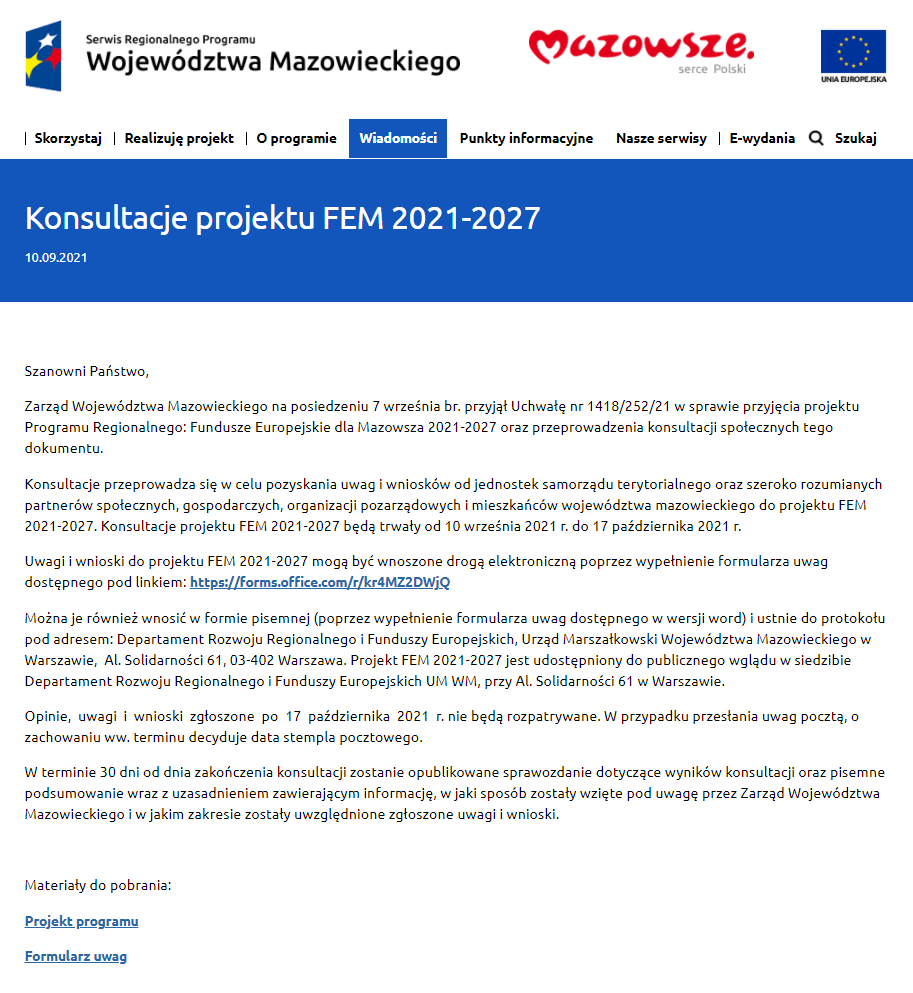 Serwis Regionalnego Programu
Województwa Mazowieckiego
Mazowsze.
serce Polski
UNIA EUROPEJSKA
Skorzystaj
Realizuję projekt
O programie
Wiadomości
Punkty informacyjne
Nasze serwisy
E-wydania
Szukaj
Konsultacje projektu FEM 2021-2027
10.09.2021
Szanowni Państwo,
Zarząd Województwa Mazowieckiego na posiedzeniu 7 września br. przyjął Uchwałę nr 1418/252/21 w sprawie przyjęcia projektu
Programu Regionalnego: Fundusze Europejskie dla Mazowsza 2021-2027 oraz przeprowadzenia konsultacji społecznych tego
dokumentu.
Konsultacje przeprowadza się w celu pozyskania uwag i wniosków od jednostek samorządu terytorialnego oraz szeroko rozumianych
partnerów społecznych, gospodarczych, organizacji pozarządowych i mieszkańców województwa mazowieckiego do projektu FEM
2021-2027. Konsultacje projektu FEM 2021-2027 będą trwały od 10 września 2021 r. do 17 października 2021 r.
Uwagi i wnioski do projektu FEM 2021-2027 mogą być wnoszone drogą elektroniczną poprzez wypełnienie formularza uwag
dostępnego pod linkiem: https://forms.office.com/r/kr4MZ2DWjQ
Można je również wnosić w formie pisemnej (poprzez wypełnienie formularza uwag dostępnego w wersji word) i ustnie do protokołu
pod adresem: Departament Rozwoju Regionalnego i Funduszy Europejskich, Urząd Marszałkowski Województwa Mazowieckiego w
Warszawie, Al. Solidarności 61, 03-402 Warszawa. Projekt FEM 2021-2027 jest udostępniony do publicznego wglądu w siedzibie
Departament Rozwoju Regionalnego i Funduszy Europejskich UM WM, przy Al. Solidarności 61 w Warszawie.
Opinie, uwagi i wnioski zgłoszone po 17 października 2021 r. nie będą rozpatrywane. W przypadku przesłania uwag pocztą, o
zachowaniu ww. terminu decyduje data stempla pocztowego.
W terminie 30 dni od dnia zakończenia konsultacji zostanie opublikowane sprawozdanie dotyczące wyników konsultacji oraz pisemne
podsumowanie wraz z uzasadnieniem zawierającym informację, w jaki sposób zostały wzięte pod uwagę przez Zarząd Województwa
Mazowieckiego i w jakim zakresie zostały uwzględnione zgłoszone uwagi i wnioski.
Materiały do pobrania:
Projekt programu
Formularz uwag